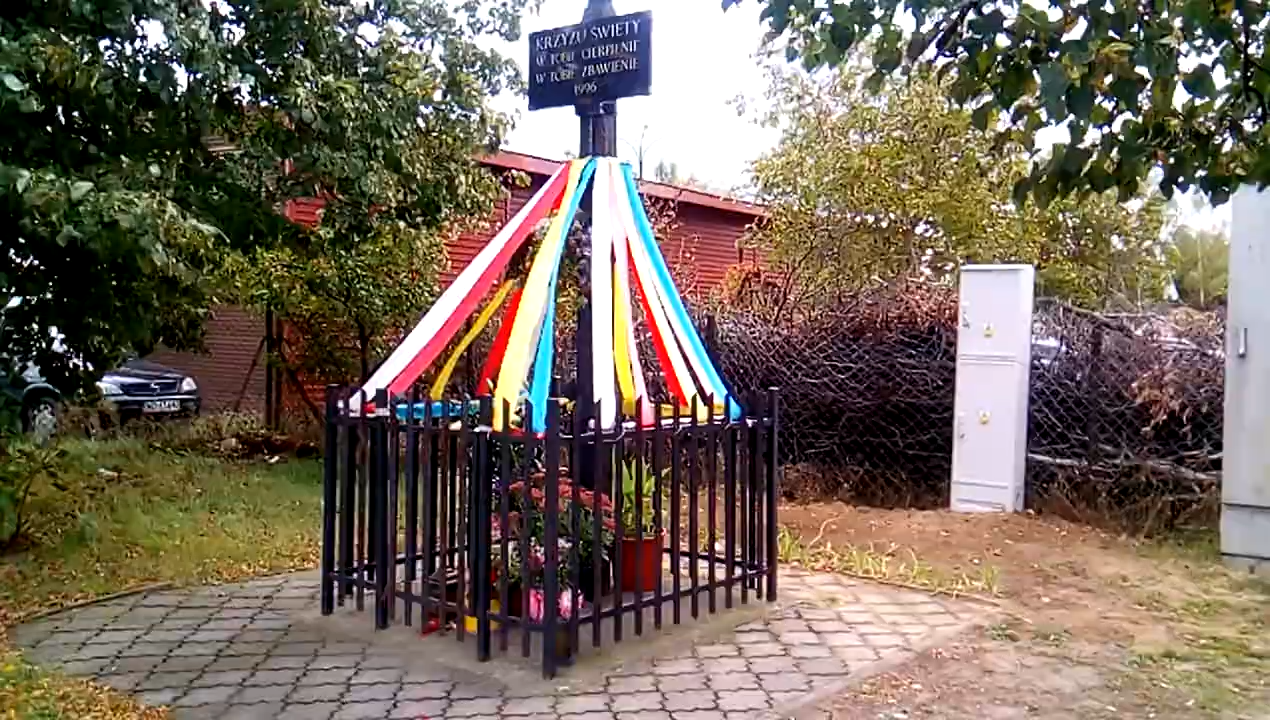 KRZYŻU ŚWIĘTY
W TOBIE CIERPIENIE
W TOBIE ZBAWIENIE
1996